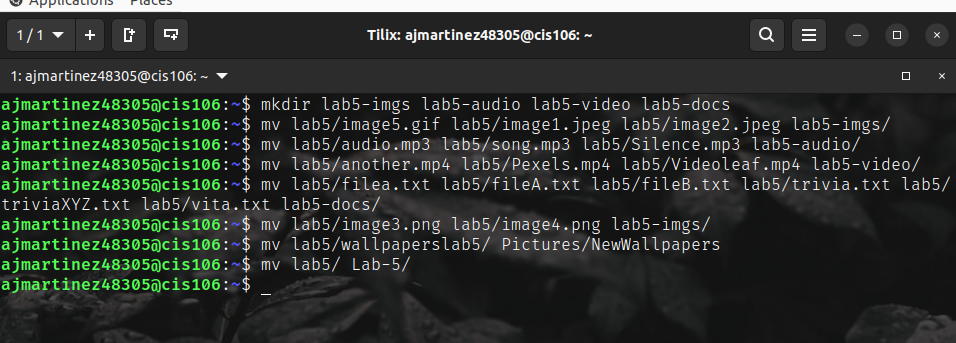 Applications Places
1 / 1
Tilix: ajmartinez48305@cis106: ~
1: ajmartinez48305@cis106: ~
ajmartinez48305@cis106:~$ mkdir lab5-imgs lab5-audio lab5-video lab5-docs
ajmartinez48305@cis106:~$ mv lab5/image5.gif lab5/image1.jpeg lab5/image2.jpeg lab5-imgs/
ajmartinez48305@cis106:~$ mv lab5/audio.mp3 lab5/song.mp3 lab5/Silence.mp3 lab5-audio/
ajmartinez48305@cis106:~$ mv lab5/another.mp4 lab5/Pexels.mp4 lab5/Videoleaf.mp4 lab5-video/
ajmartinez48305@cis106:~$ mv lab5/filea.txt lab5/fileA.txt lab5/fileB.txt lab5/trivia.txt lab5/
triviaXYZ.txt lab5/vita.txt lab5-docs/
ajmartinez48305@cis106:~$ mv lab5/image3.png lab5/image4.png lab5-imgs/
ajmartinez48305@cis106:~$ mv lab5/wallpaperslab5/ Pictures/NewWallpapers
ajmartinez48305@cis106:~$ mv lab5/ Lab-5/
ajmartinez48305@cis106:~$ _